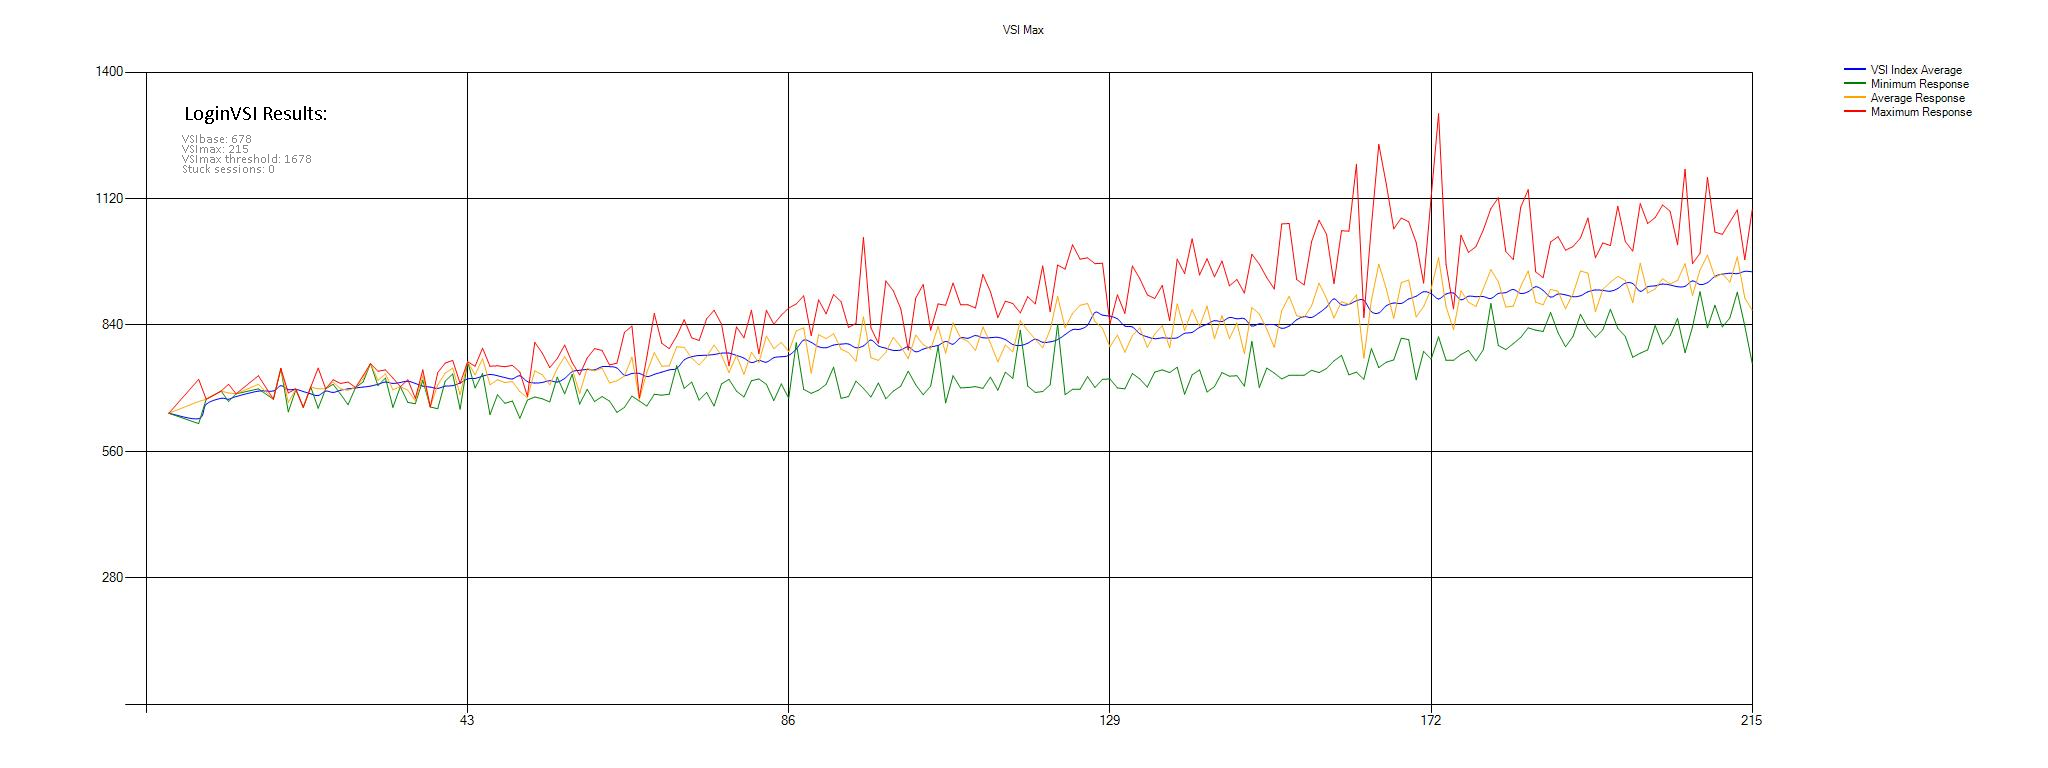 VSI Max
1400
1120
840
560
280
43
86
129
172
215
LoginVSI Results:
VSIbase: 678
VSImax: 215
VSImax threshold: 1678
Stuck sessions: 0
VSI Index Average
Minimum Response
Average Response
Maximum Response